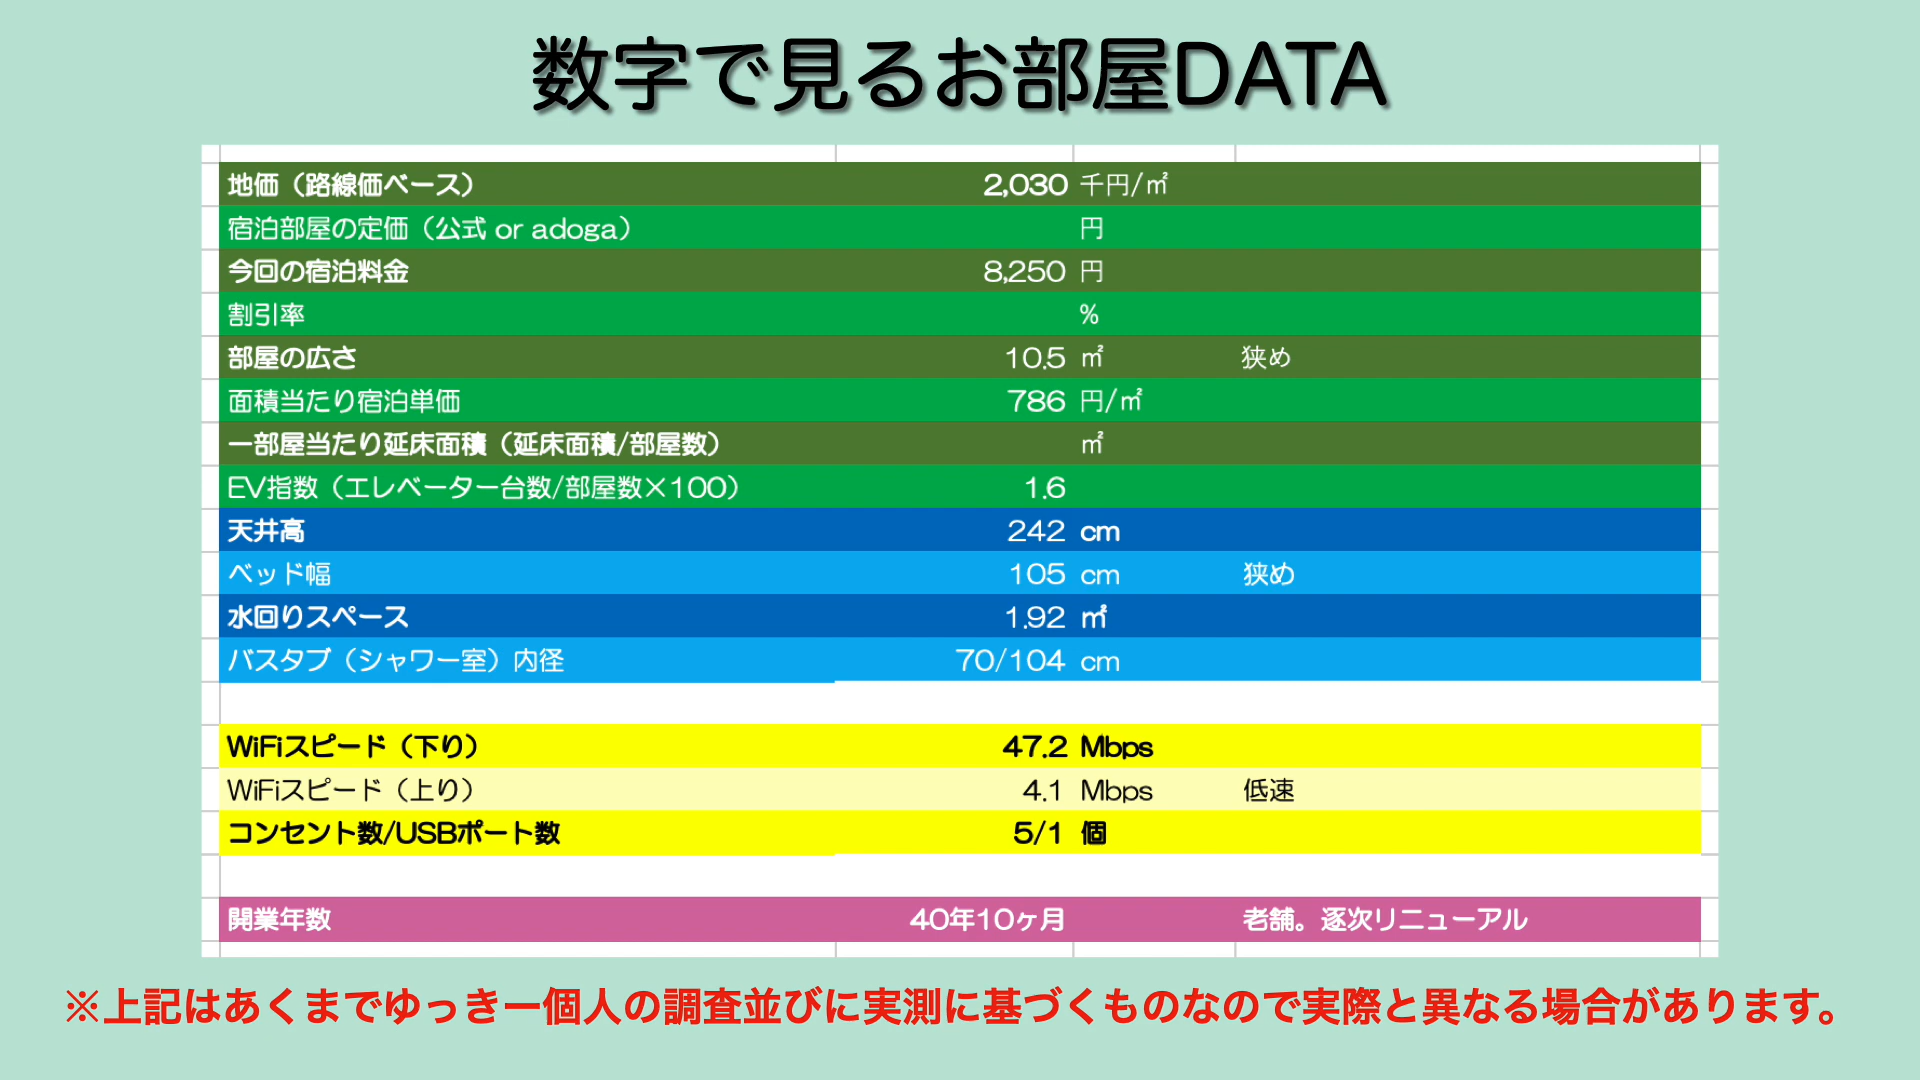 数字で見るお部屋DATA
地価（路線価ベース） 2,030 千円/㎡
宿泊部屋の定価（公式 or adoga） 円
今回の宿泊料金 8,250 円
割引率 %
部屋の広さ 10.5 ㎡ 狭め
面積当たり宿泊単価 786 円/㎡
一部屋当たり延床面積（延床面積/部屋数） ㎡
EV指数（エレベーター台数/部屋数×100） 1.6
天井高 242 cm
ベッド幅 105 cm 狭め
水回りスペース 1.92 ㎡
バスタブ（シャワー室）内径 70/104 cm
WiFiスピード（下り） 47.2 Mbps
WiFiスピード（上り） 4.1 Mbps 低速
コンセント数/USBポート数 5/1 個
開業年数 40年10ヶ月 老舗。逐次リニューアル
※上記はあくまでゆっきー個人の調査並びに実測に基づくものなので実際と異なる場合があります。